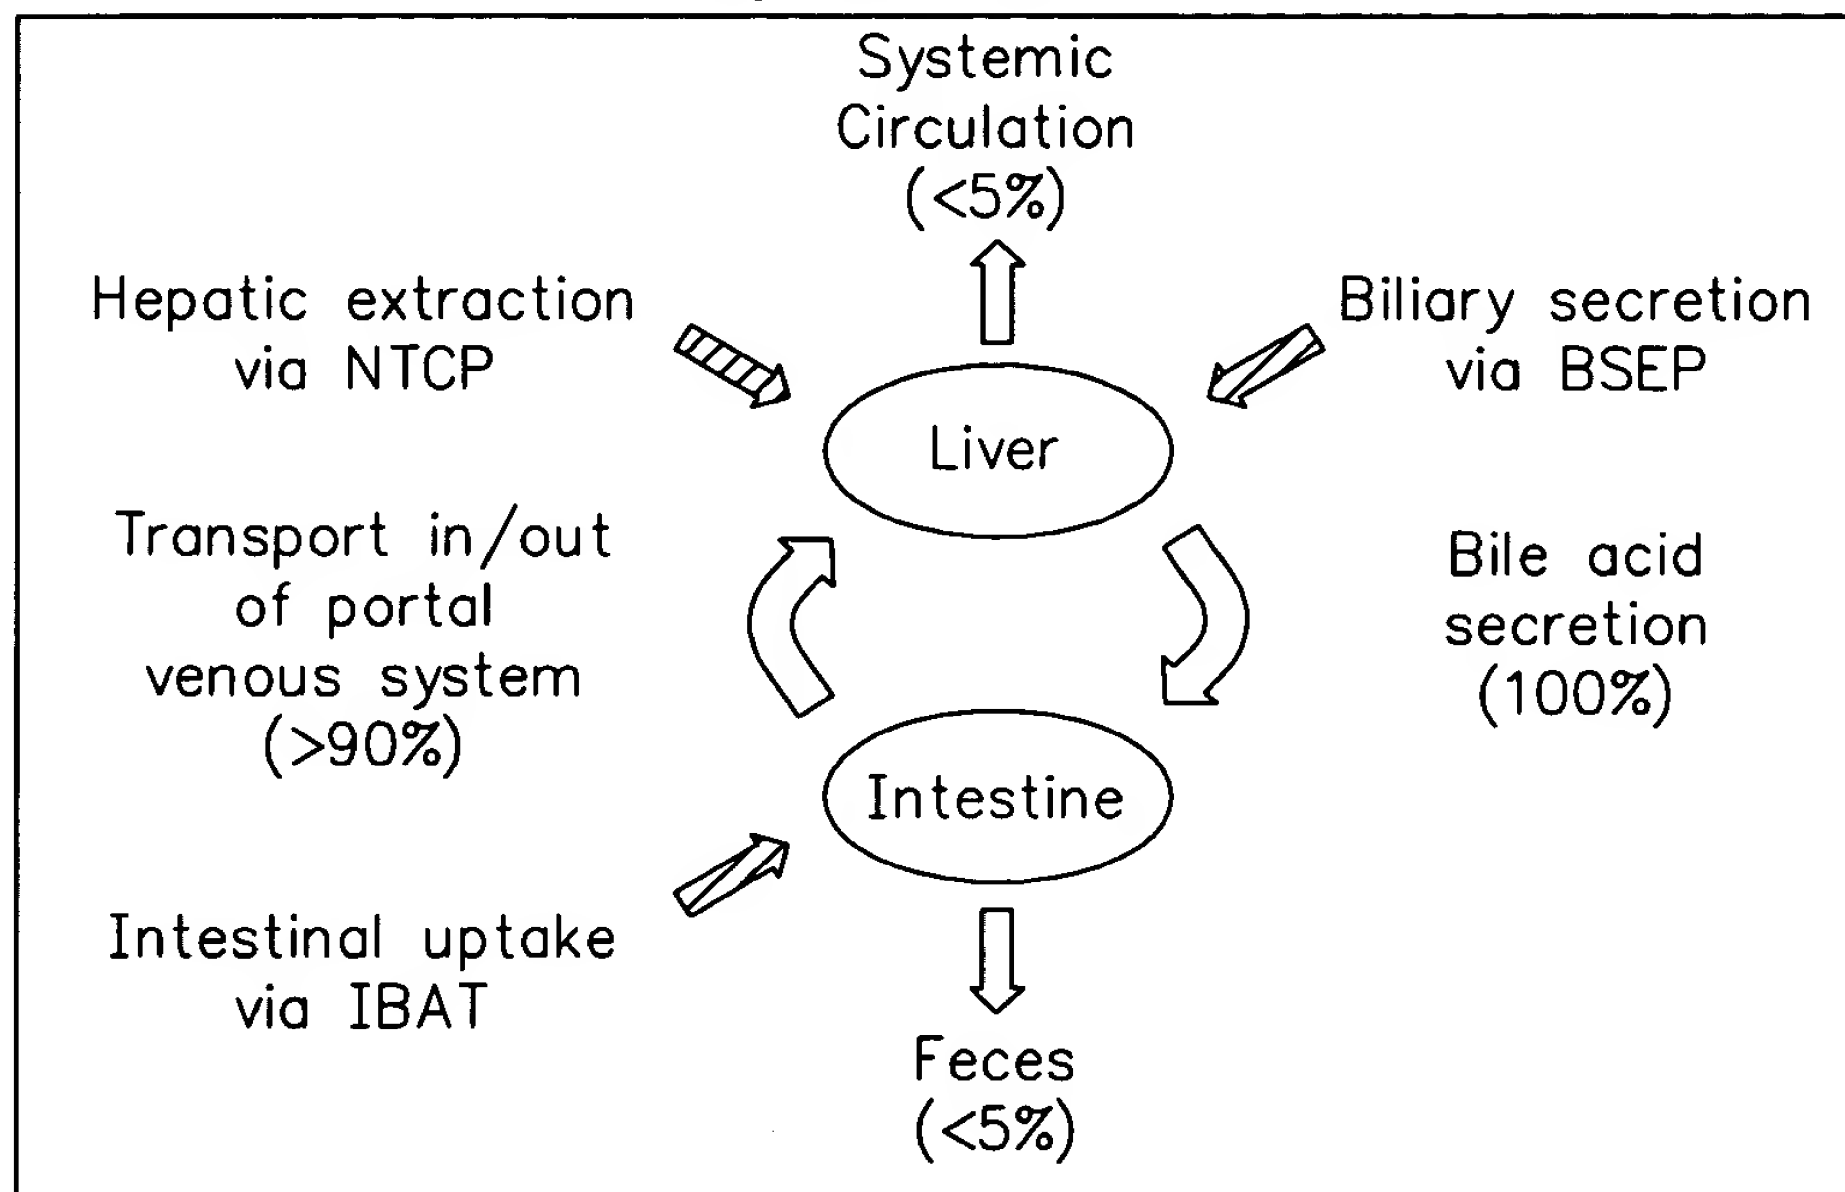 Systemic
Circulation
(<5%)
Hepatic extraction
via NTCP
Biliary secretion
via BSEP
Liver
Transport in/out
of portal
venous system
(>90%)
Bile acid
secretion
(100%)
Intestine
Intestinal uptake
via IBAT
Feces
(<5%)